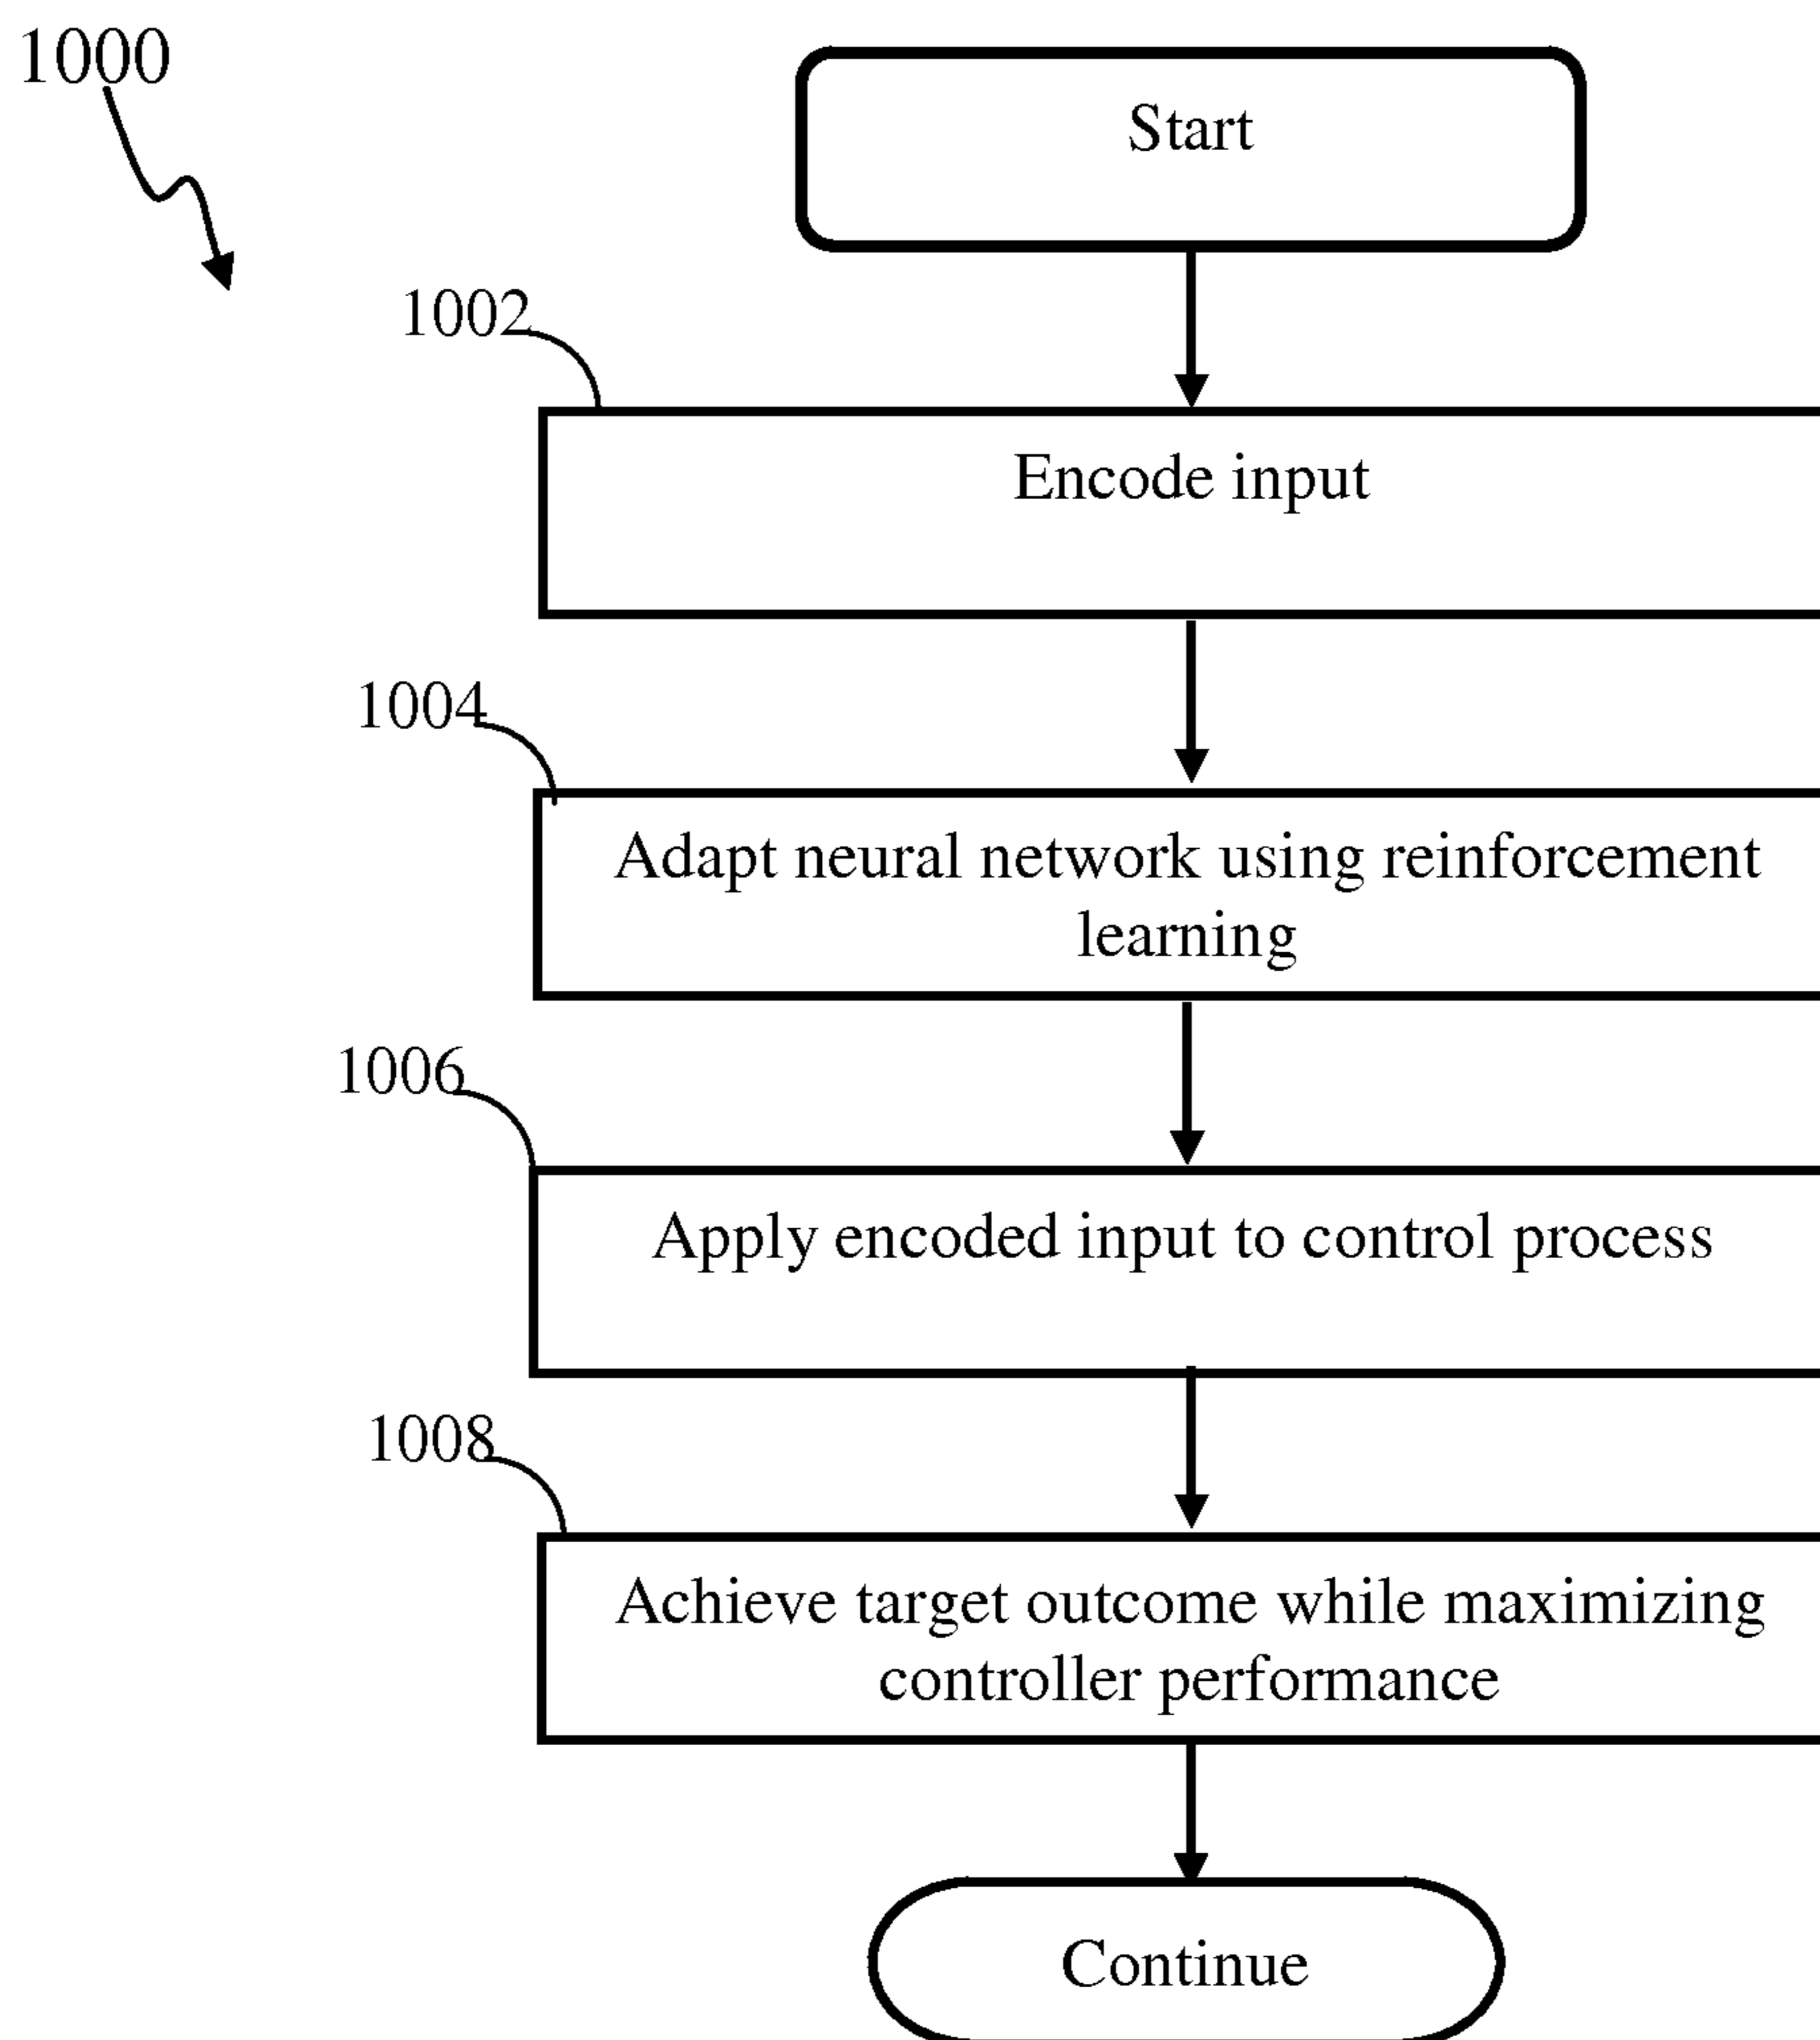 1000
Start
1002
Encode input
1004
Adapt neural network using reinforcement
learning
1006
Apply encoded input to control process
1008
Achieve target outcome while maximizing
controller performance
Continue